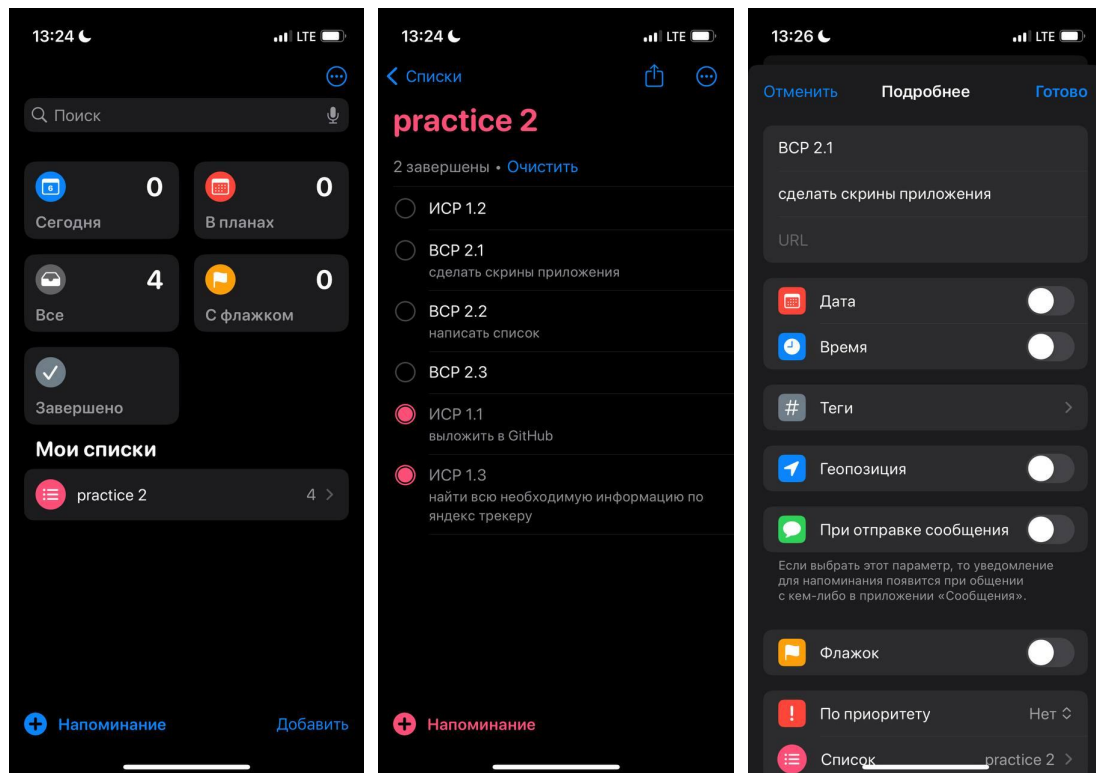 13:24
LTE
Поиск
6
0
0
Сегодня
В планах
4
0
Все
С флажком
Завершено
Мои списки
practice 2
4
Напоминание
Добавить
13:24
LTE
Списки
practice 2
2 завершены • Очистить
ИСР 1.2
ВСР 2.1
сделать скрины приложения
ВСР 2.2
написать список
ВСР 2.3
ИСР 1.1
выложить в GitHub
ИСР 1.3
найти всю необходимую информацию по
яндекс трекеру
Напоминание
13:26
LTE
Отменить
Подробнее
Готово
ВСР 2.1
сделать скрины приложения
URL
Дата
Время
# Теги
Геопозиция
При отправке сообщения
Если выбрать этот параметр, то уведомление
для напоминания появится при общении
с кем-либо в приложении «Сообщения».
Флажок
! По приоритету
Нет
Список
practice 2